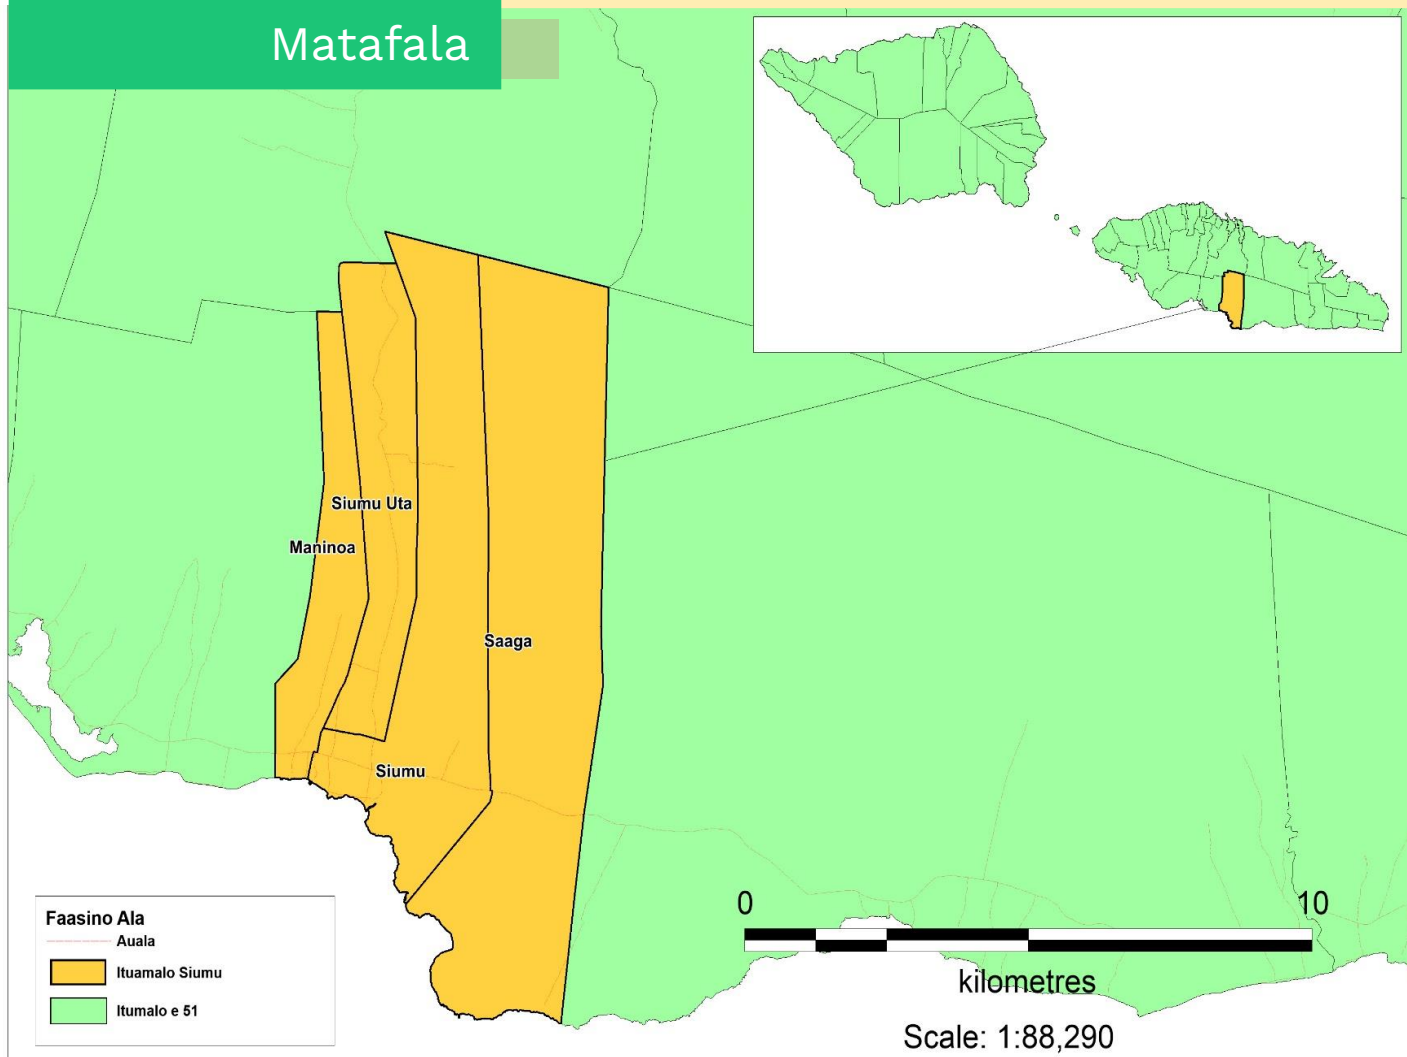 Matafala
Siumu Uta
Maninoa
Saaga
Siumu
Faasino Ala
Auala
Ituamalo Siumu
Itumalo e 51
0 10
kilometres
Scale: 1:88,290